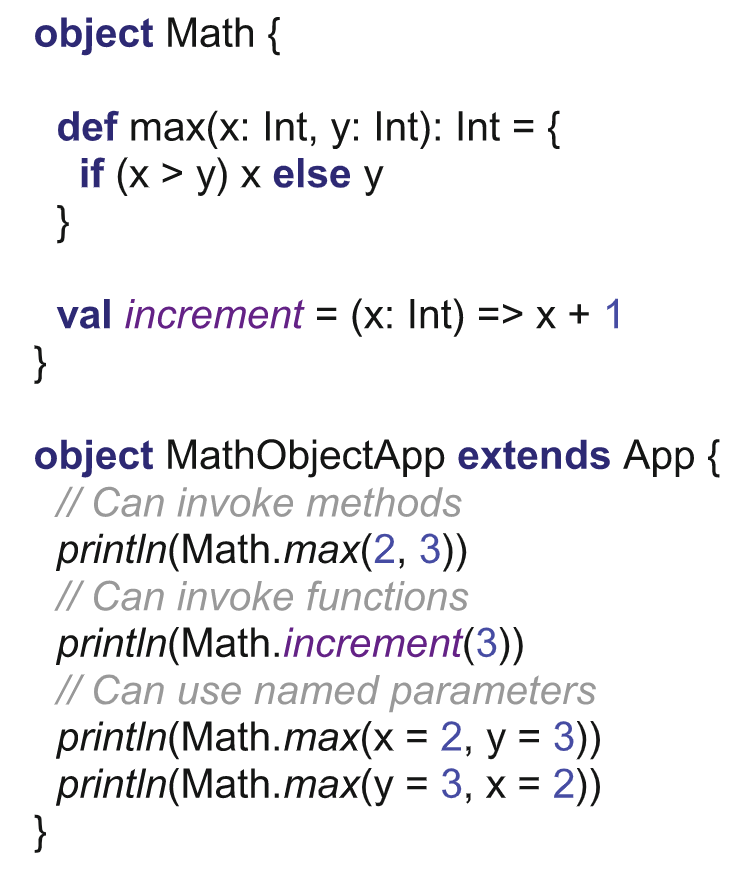 object Math {
def max(x: Int, y: Int): Int = {
if (x > y) x else y
}
val increment = (x: Int) => x + 1
}
object MathObjectApp extends App {
// Can invoke methods
println(Math.max(2, 3))
// Can invoke functions
println(Math.increment(3))
// Can use named parameters
println(Math.max(x = 2, y = 3))
println(Math.max(y = 3, x = 2))
}